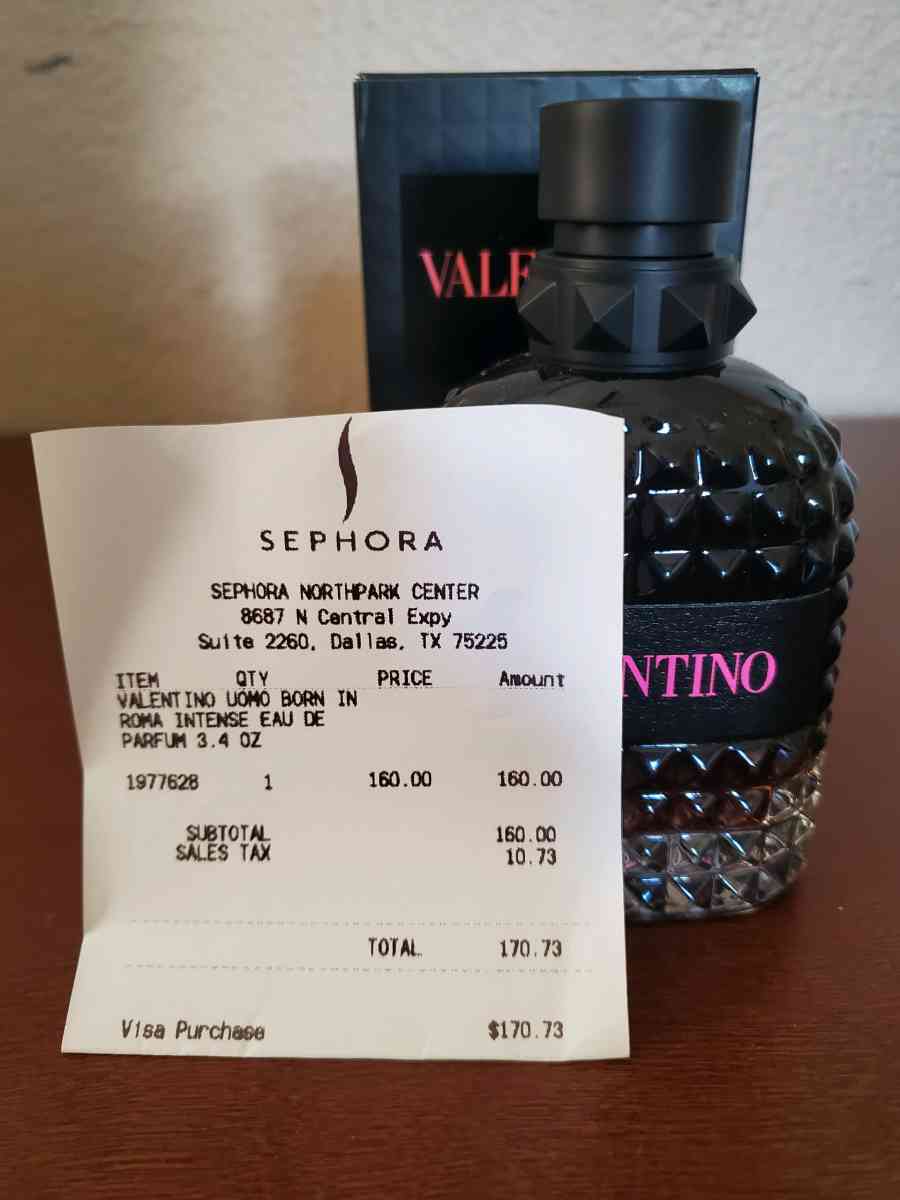 VALE
NTINO
SEPHORA
SEPHORA NORTHPARK CENTER
8687 N Central Expy
Suite 2260, Dallas, TX 75225
ITEM QTY PRICE Amount
VALENTINO UOMO BORN IN
ROMA INTENSE EAU DE
PARFUM 3.4 OZ
1977628 1 160.00 160.00
SUBTOTAL 160.00
SALES TAX 10.73
TOTAL 170.73
Visa Purchase $170.73